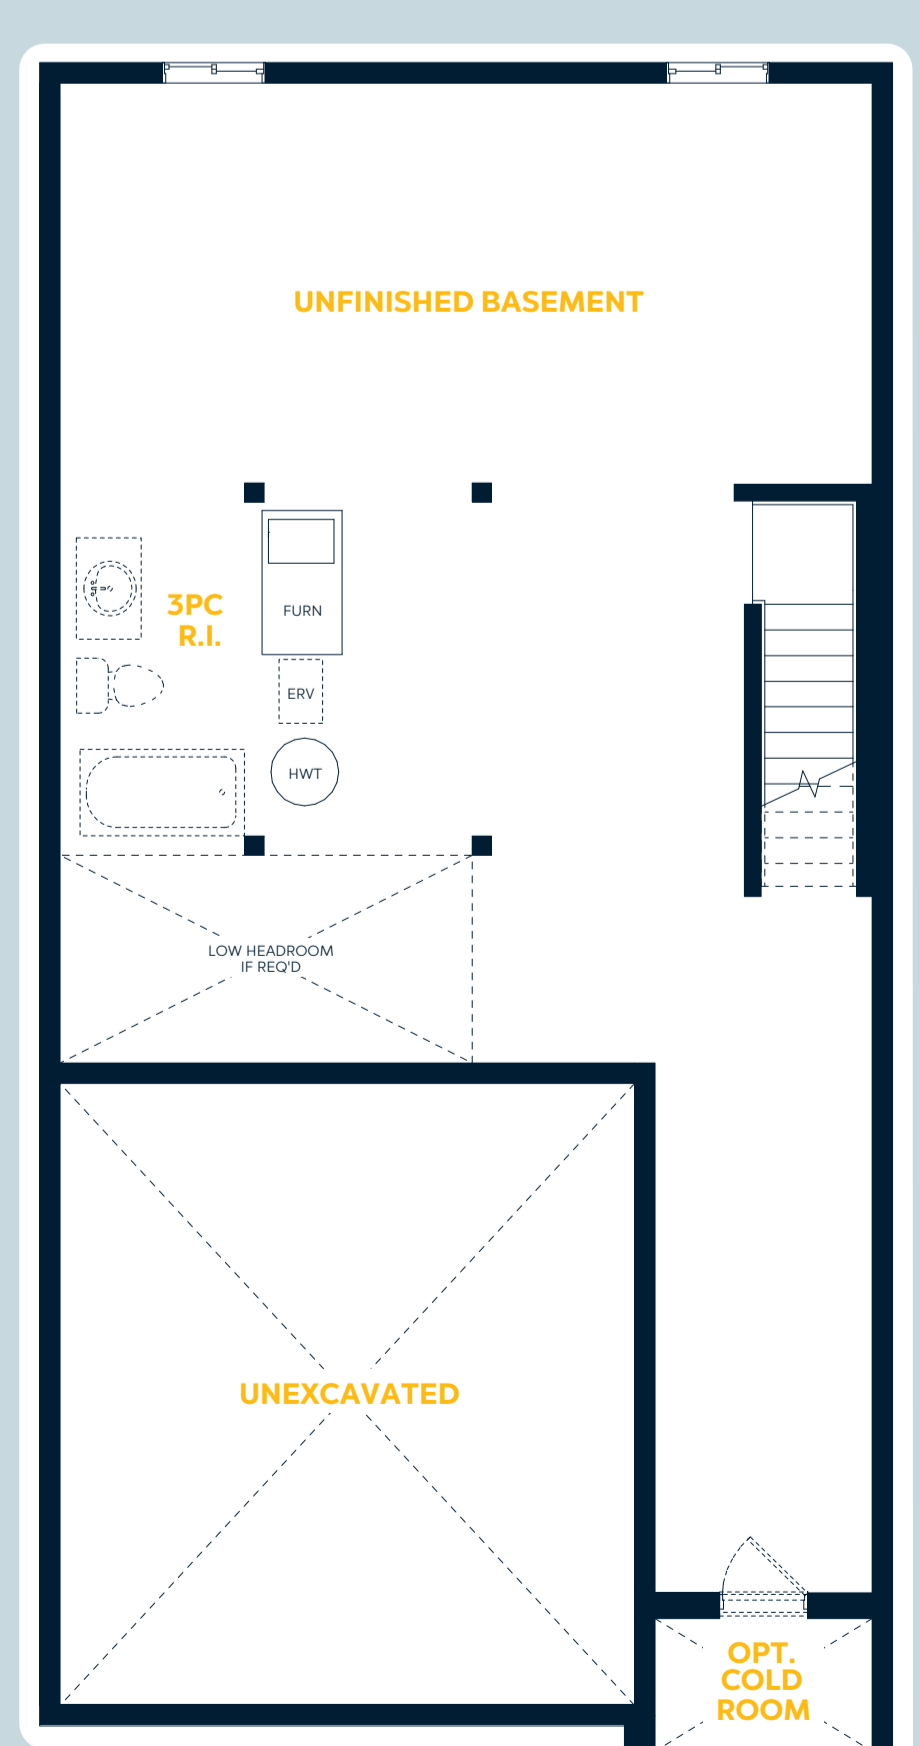 UNFINISHED BASEMENT
3PC
R.I.
FURN
ERV
HWT
LOW HEADROOM
IF REQ'D
UNEXCAVATED
OPT.
COLD
ROOM